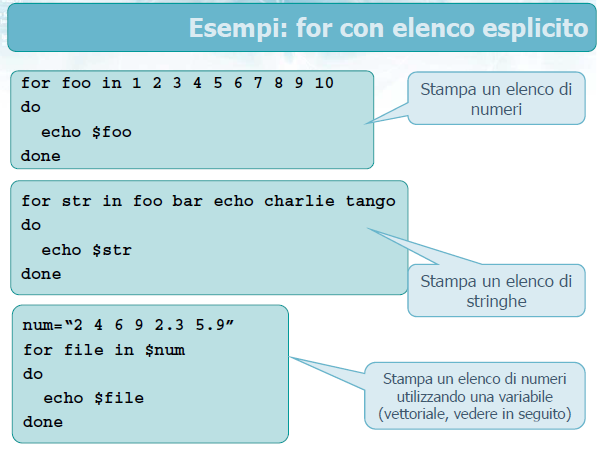 Esempi: for con elenco esplicito
for foo in 1 2 3 4 5 6 7 8 9 10
do
echo $foo
done
Stampa un elenco di
numeri
for str in foo bar echo charlie tango
do
echo $str
done
Stampa un elenco di
stringhe
num=“2 4 6 9 2.3 5.9”
for file in $num
do
echo $file
done
Stampa un elenco di numeri
utilizzando una variabile
(vettoriale, vedere in seguito)